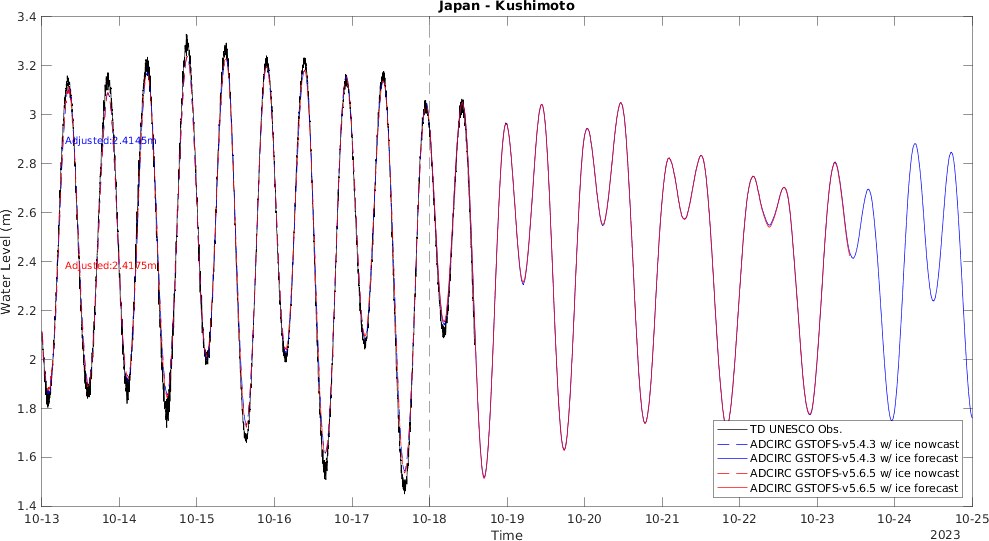 Japan - Kushimoto
3.4
3.2
3
2.8
2.6
2.4
2.2
2
1.8
1.6
1.4
Water Level (m)
Adjusted:2.4145m
Adjusted:2.4175m
TD UNESCO Obs.
ADCIRC GSTOFS-v5.4.3 w/ ice nowcast
ADCIRC GSTOFS-v5.4.3 w/ ice forecast
ADCIRC GSTOFS-v5.6.5 w/ ice nowcast
ADCIRC GSTOFS-v5.6.5 w/ ice forecast
10-13 10-14 10-15 10-16 10-17 10-18 10-19 10-20 10-21 10-22 10-23 10-24 10-25
Time
2023